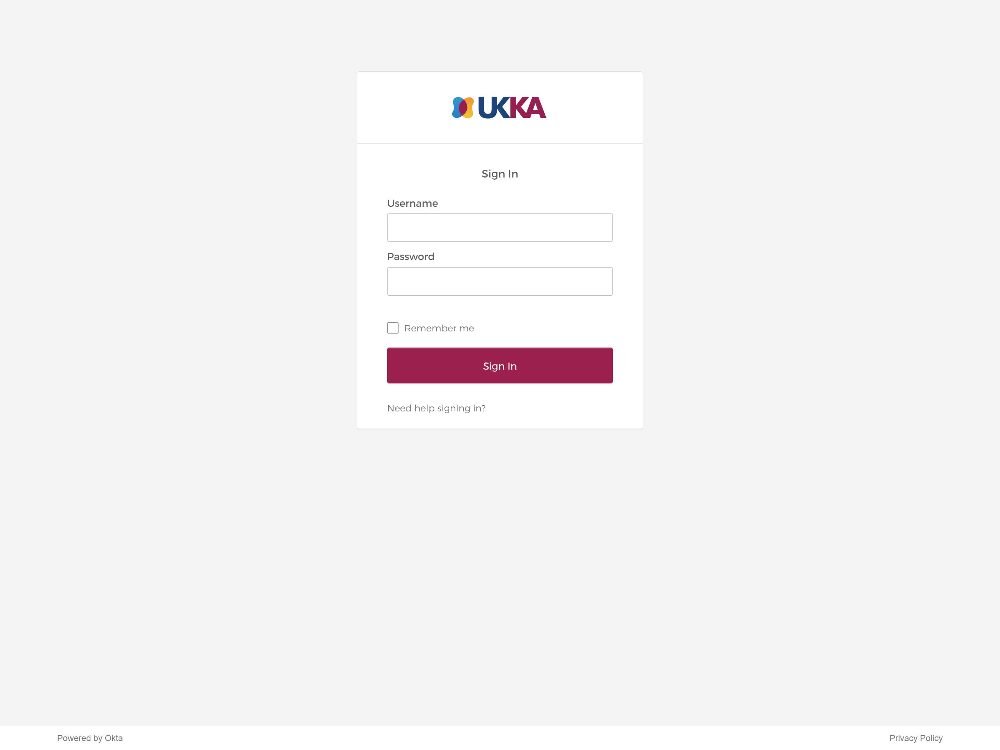 UKKA
Sign In
Username
Password
Remember me
Sign In
Need help signing in?
Powered by Okta
Privacy Policy